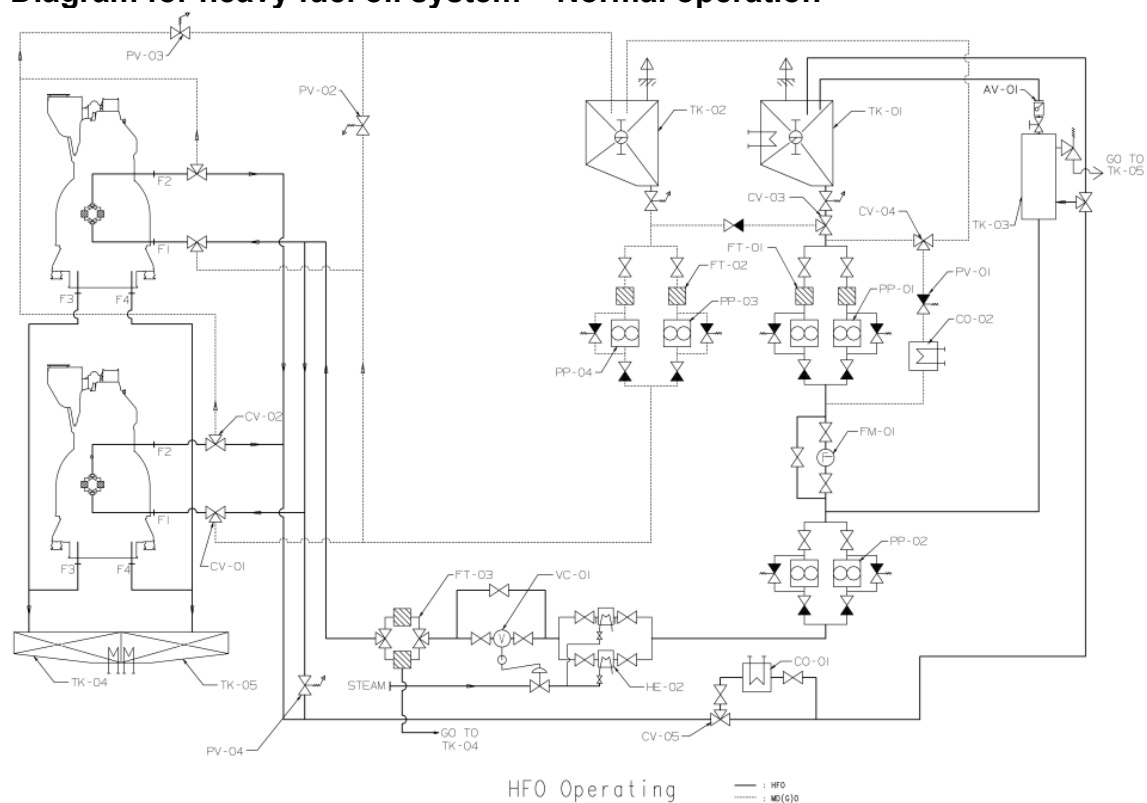 Diagram for heavy fuel oil system – Normal operation
PV-03
PV-02
TK-02
TK-01
AV-01
GO TO
TK-05
F2
CV-03
CV-04
TK-03
F1
FT-01
FT-02
PV-01
F3
F4
PP-03
PP-01
CO-02
PP-04
CV-02
F2
FM-01
F1
F3
F4
CV-01
PP-02
FT-03
VC-01
V
STEAM
HE-02
CO-01
TK-04
TK-05
PV-04
GO TO
TK-04
CV-05
HFO Operating
: HFO
: MD(G)O